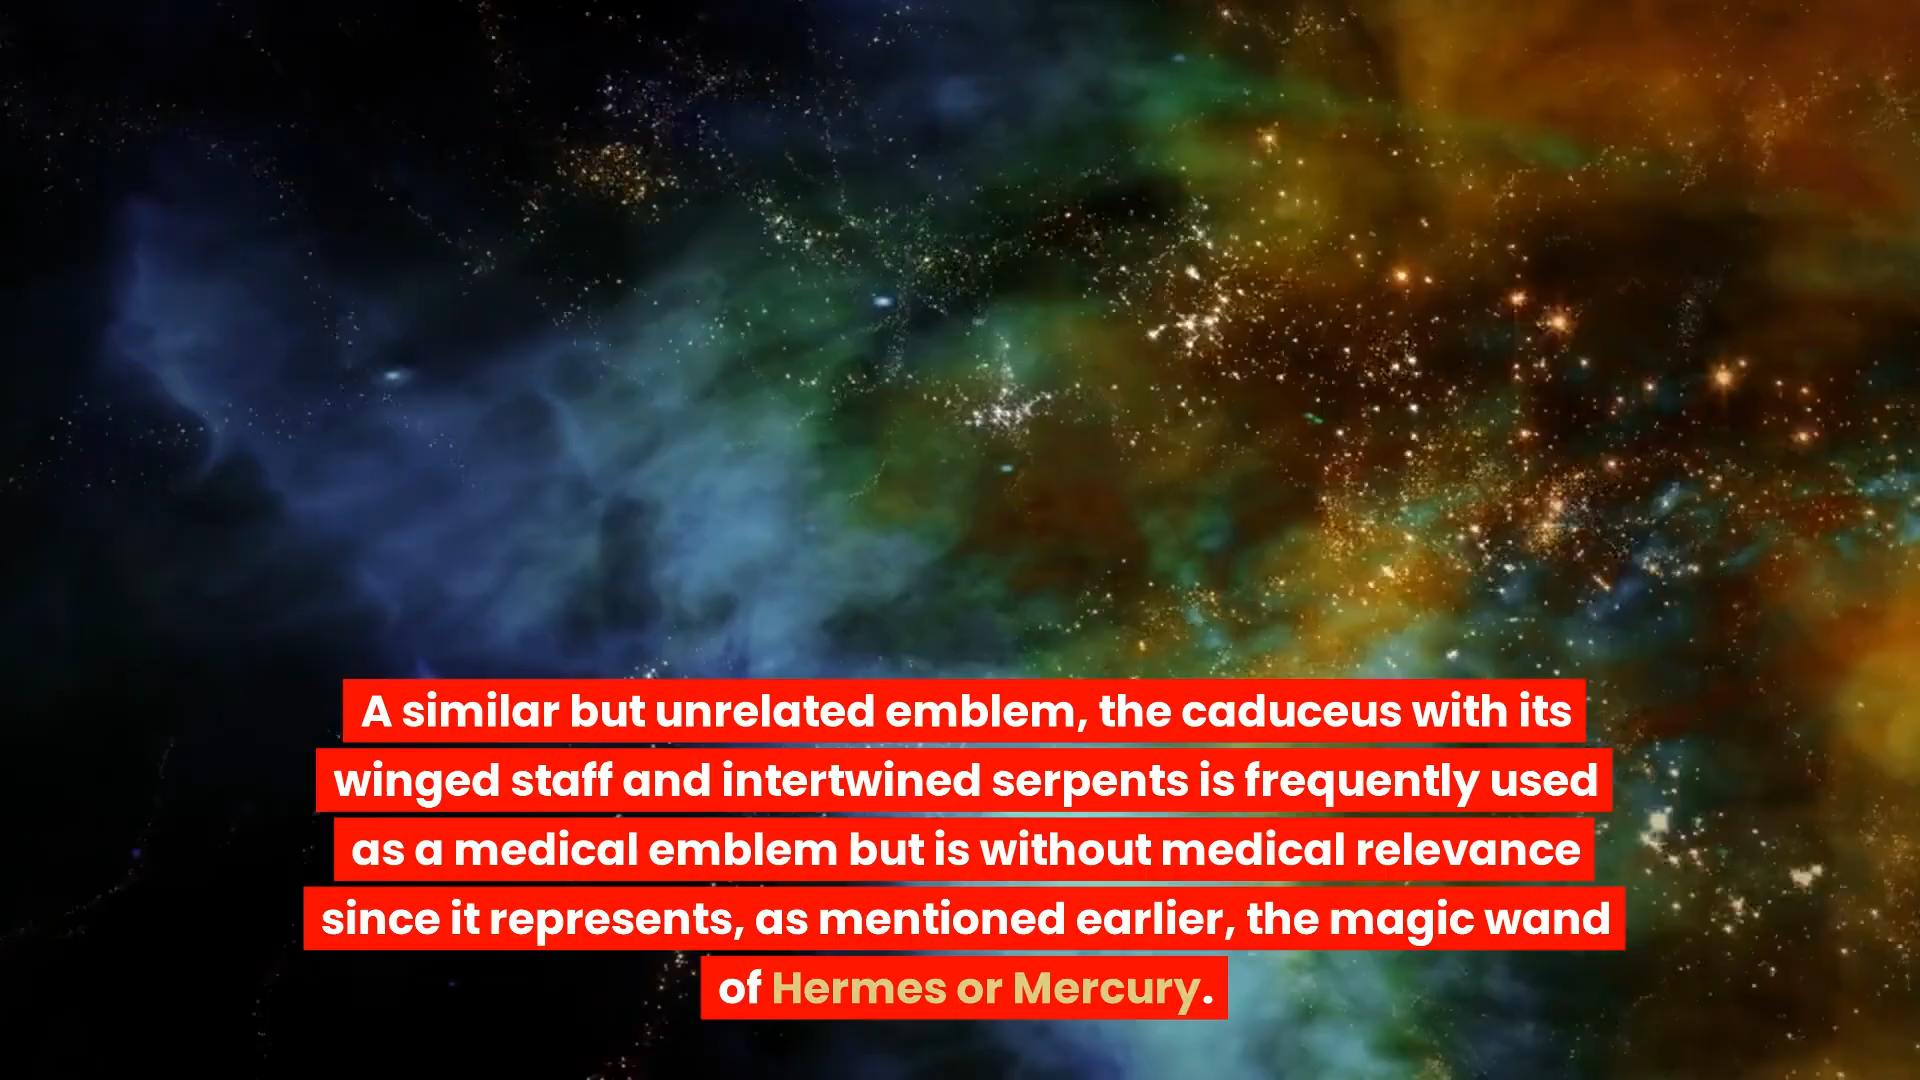 A similar but unrelated emblem, the caduceus with its
winged staff and intertwined serpents is frequently used
as a medical emblem but is without medical relevance
since it represents, as mentioned earlier, the magic wand
of Hermes or Mercury.